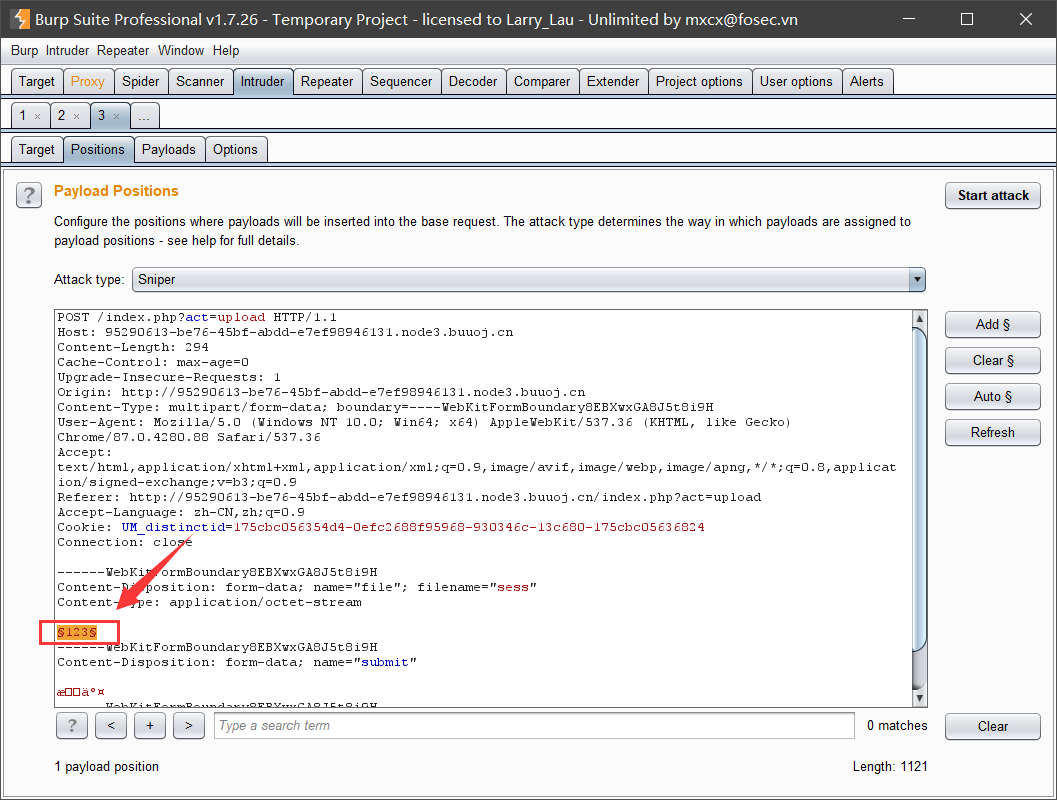 Burp Suite Professional v1.7.26 - Temporary Project - licensed to Larry_Lau - Unlimited by mxcx@fosec.vn
Burp Intruder Repeater Window Help
Target Proxy Spider Scanner Intruder Repeater Sequencer Decoder Comparer Extender Project options User options Alerts
1 × 2 × 3 × ...
Target Positions Payloads Options
? Payload Positions Start attack
Configure the positions where payloads will be inserted into the base request. The attack type determines the way in which payloads are assigned to
payload positions - see help for full details.
Attack type: Sniper
POST /index.php?act=upload HTTP/1.1
Host: 95290613-be76-45bf-abdd-e7ef98946131.node3.buuoj.cn
Content-Length: 294
Cache-Control: max-age=0
Upgrade-Insecure-Requests: 1
Origin: http://95290613-be76-45bf-abdd-e7ef98946131.node3.buuoj.cn
Content-Type: multipart/form-data; boundary=----WebKitFormBoundary8EBXwxGA8J5t8i9H
User-Agent: Mozilla/5.0 (Windows NT 10.0; Win64; x64) AppleWebKit/537.36 (KHTML, like Gecko)
Chrome/87.0.4280.88 Safari/537.36
Accept:
text/html,application/xhtml+xml,application/xml;q=0.9,image/avif,image/webp,image/apng,*/*;q=0.8,applicat
ion/signed-exchange;v=b3;q=0.9
Referer: http://95290613-be76-45bf-abdd-e7ef98946131.node3.buuoj.cn/index.php?act=upload
Accept-Language: zh-CN,zh;q=0.9
Cookie: UM_distinctid=175cbc056354d4-0efc2688f95968-930346c-13c680-175cbc05636824
Connection: close
------WebKitFormBoundary8EBXwxGA8J5t8i9H
Content-Disposition: form-data; name="file"; filename="sess"
Content-Type: application/octet-stream
§123§
------WebKitFormBoundary8EBXwxGA8J5t8i9H
Content-Disposition: form-data; name="submit"
æ□□äº¤
------WebKitFormBoundary8EBXwxGA8J5t8i9H
Add §
Clear §
Auto §
Refresh
? < + > Type a search term 0 matches Clear
1 payload position Length: 1121